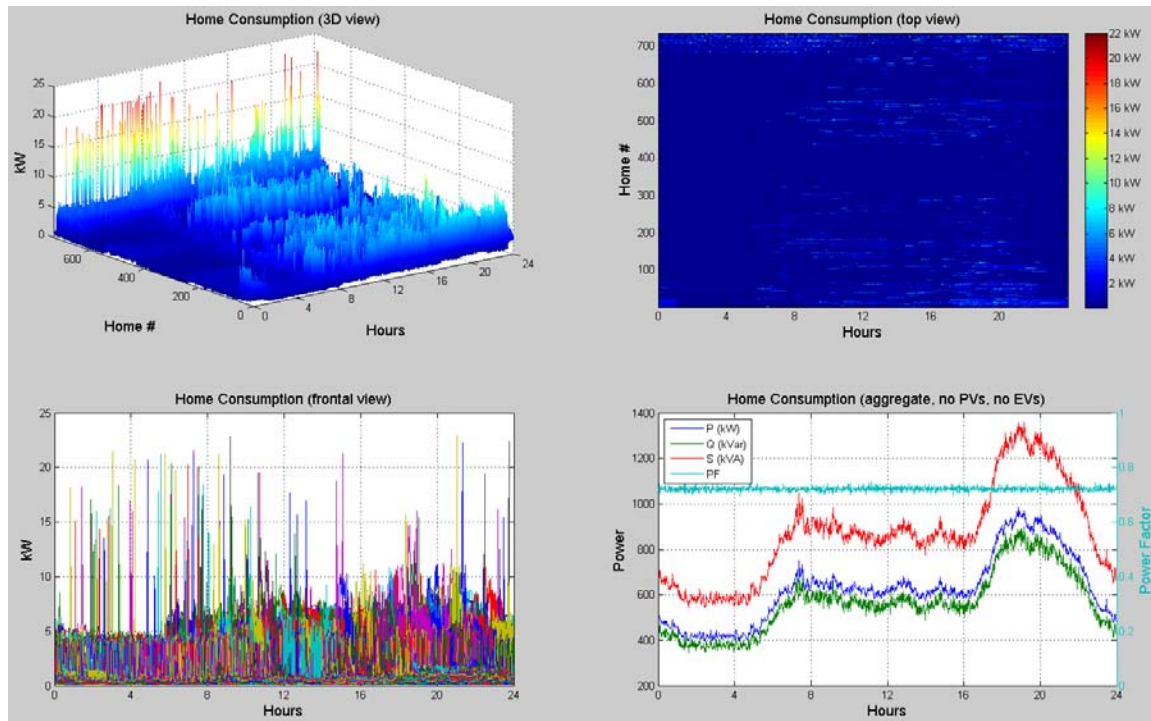 Home Consumption (3D view)
25
20
15
10
5
0
kW
600
400
200
0
Home #
0
4
8
12
16
20
24
Hours
Home Consumption (top view)
700
600
500
400
300
200
100
Home #
0
4
8
12
16
20
Hours
22 kW
20 kW
18 kW
16 kW
14 kW
12 kW
10 kW
8 kW
6 kW
4 kW
2 kW
Home Consumption (frontal view)
25
20
15
10
5
0
kW
0
4
8
12
16
20
24
Hours
Home Consumption (aggregate, no PVs, no EVs)
1400
1200
1000
800
600
400
200
Power
P (kW)
Q (kVar)
S (kVA)
PF
1
0.8
0.6
0.4
0.2
0
Power Factor
0
4
8
12
16
20
24
Hours